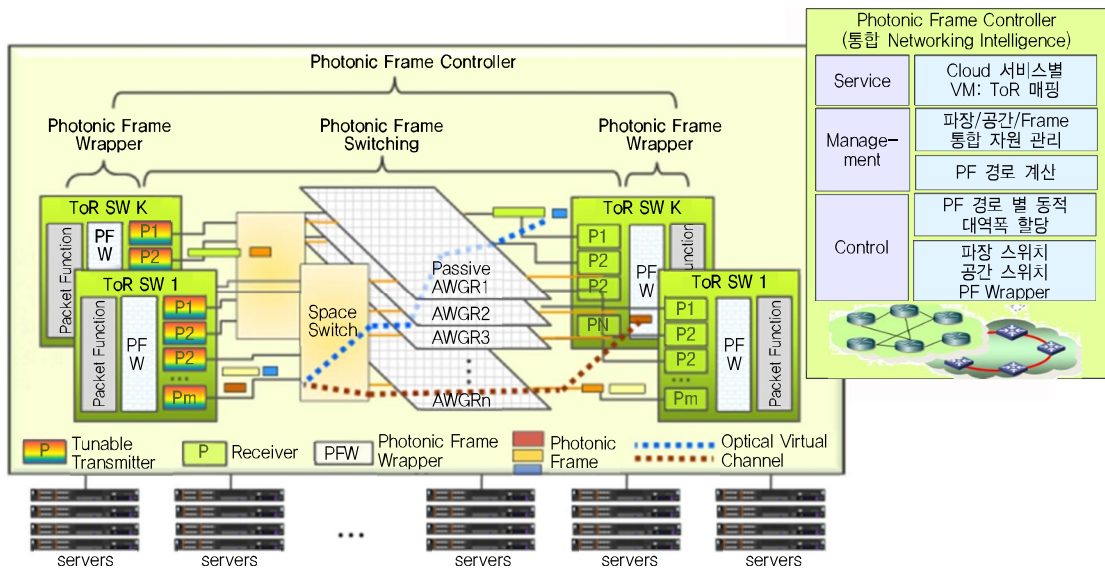 Photonic Frame Controller
(통합 Networking Intelligence)
Service
Cloud 서비스별
VM: ToR 매핑
Manage-
ment
파장/공간/Frame
통합 자원 관리
PF 경로 계산
Control
PF 경로 별 동적
대역폭 할당
파장 스위치
공간 스위치
PF Wrapper
Photonic Frame Controller
Photonic Frame
Wrapper
Photonic Frame
Switching
Photonic Frame
Wrapper
ToR SW K
Packet Function
PF
W
P1
P2
ToR SW 1
Packet Function
PF
W
P1
P2
P2
...
Pm
Space
Switch
Passive
AWGR1
AWGR2
AWGR3
AWGRn
ToR SW K
P1
P2
P2
PN
PF
W
Packet Function
ToR SW 1
P1
P2
P2
...
Pm
PF
W
Packet Function
P
Tunable
Transmitter
P
Receiver
PFW
Photonic Frame
Wrapper
Photonic
Frame
Optical Virtual
Channel
...
servers
servers
servers
servers
servers